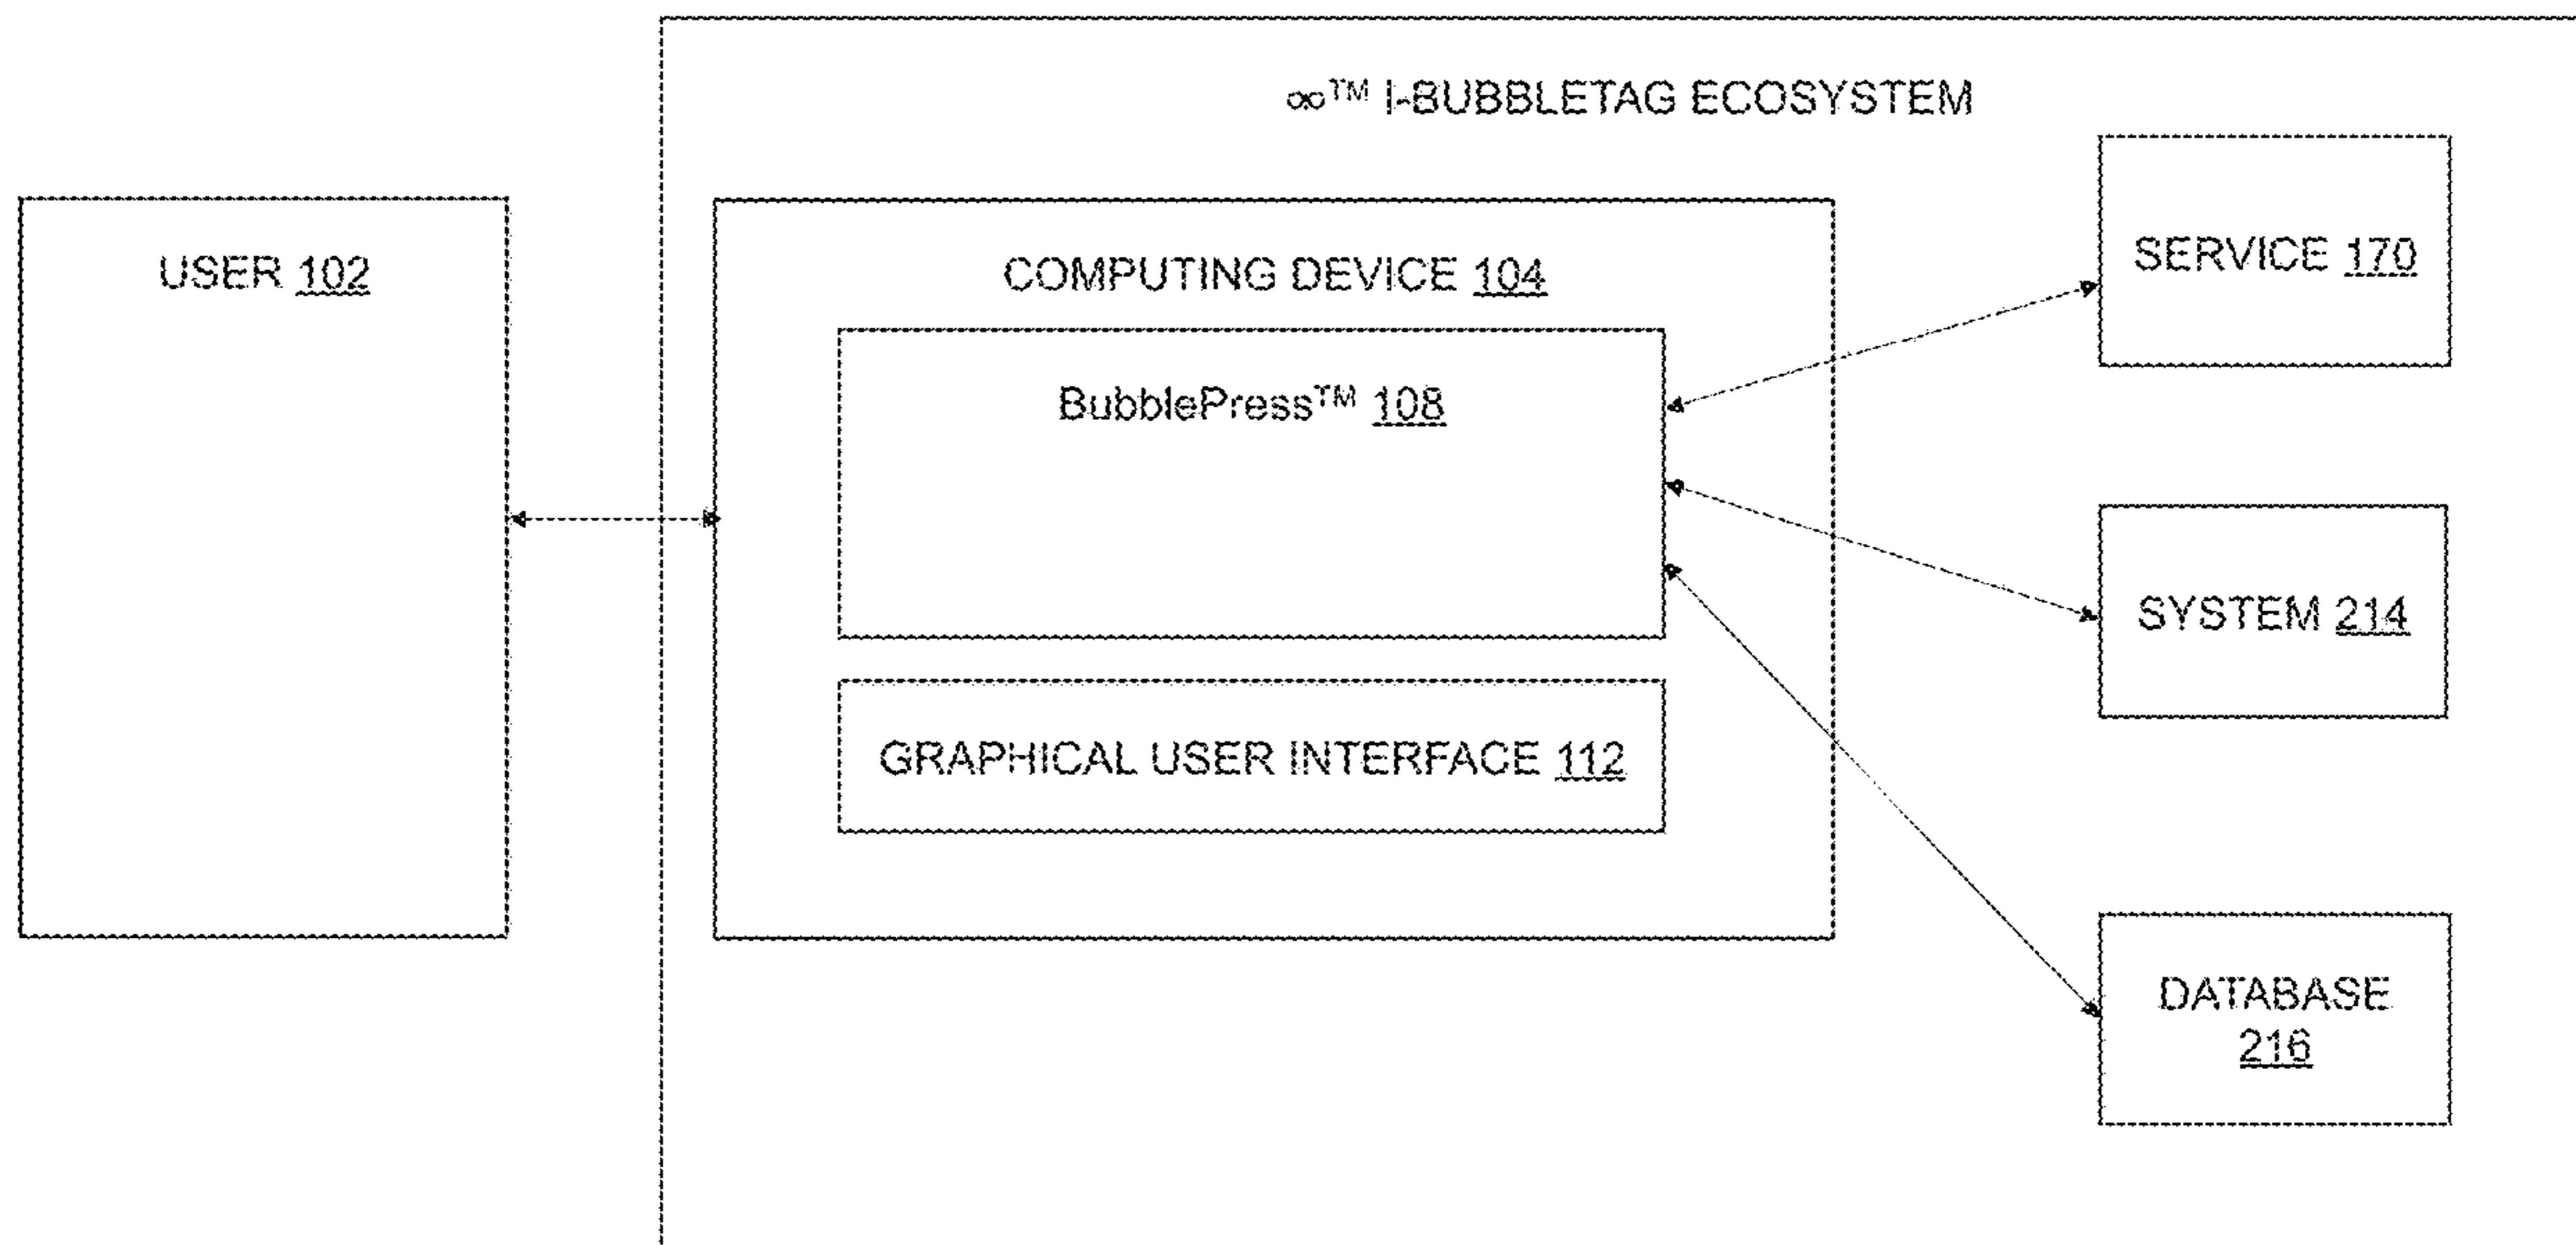 ∞™ I-BUBBLETAG ECOSYSTEM
USER 102
COMPUTING DEVICE 104
BubblePress™ 108
GRAPHICAL USER INTERFACE 112
SERVICE 170
SYSTEM 214
DATABASE
216